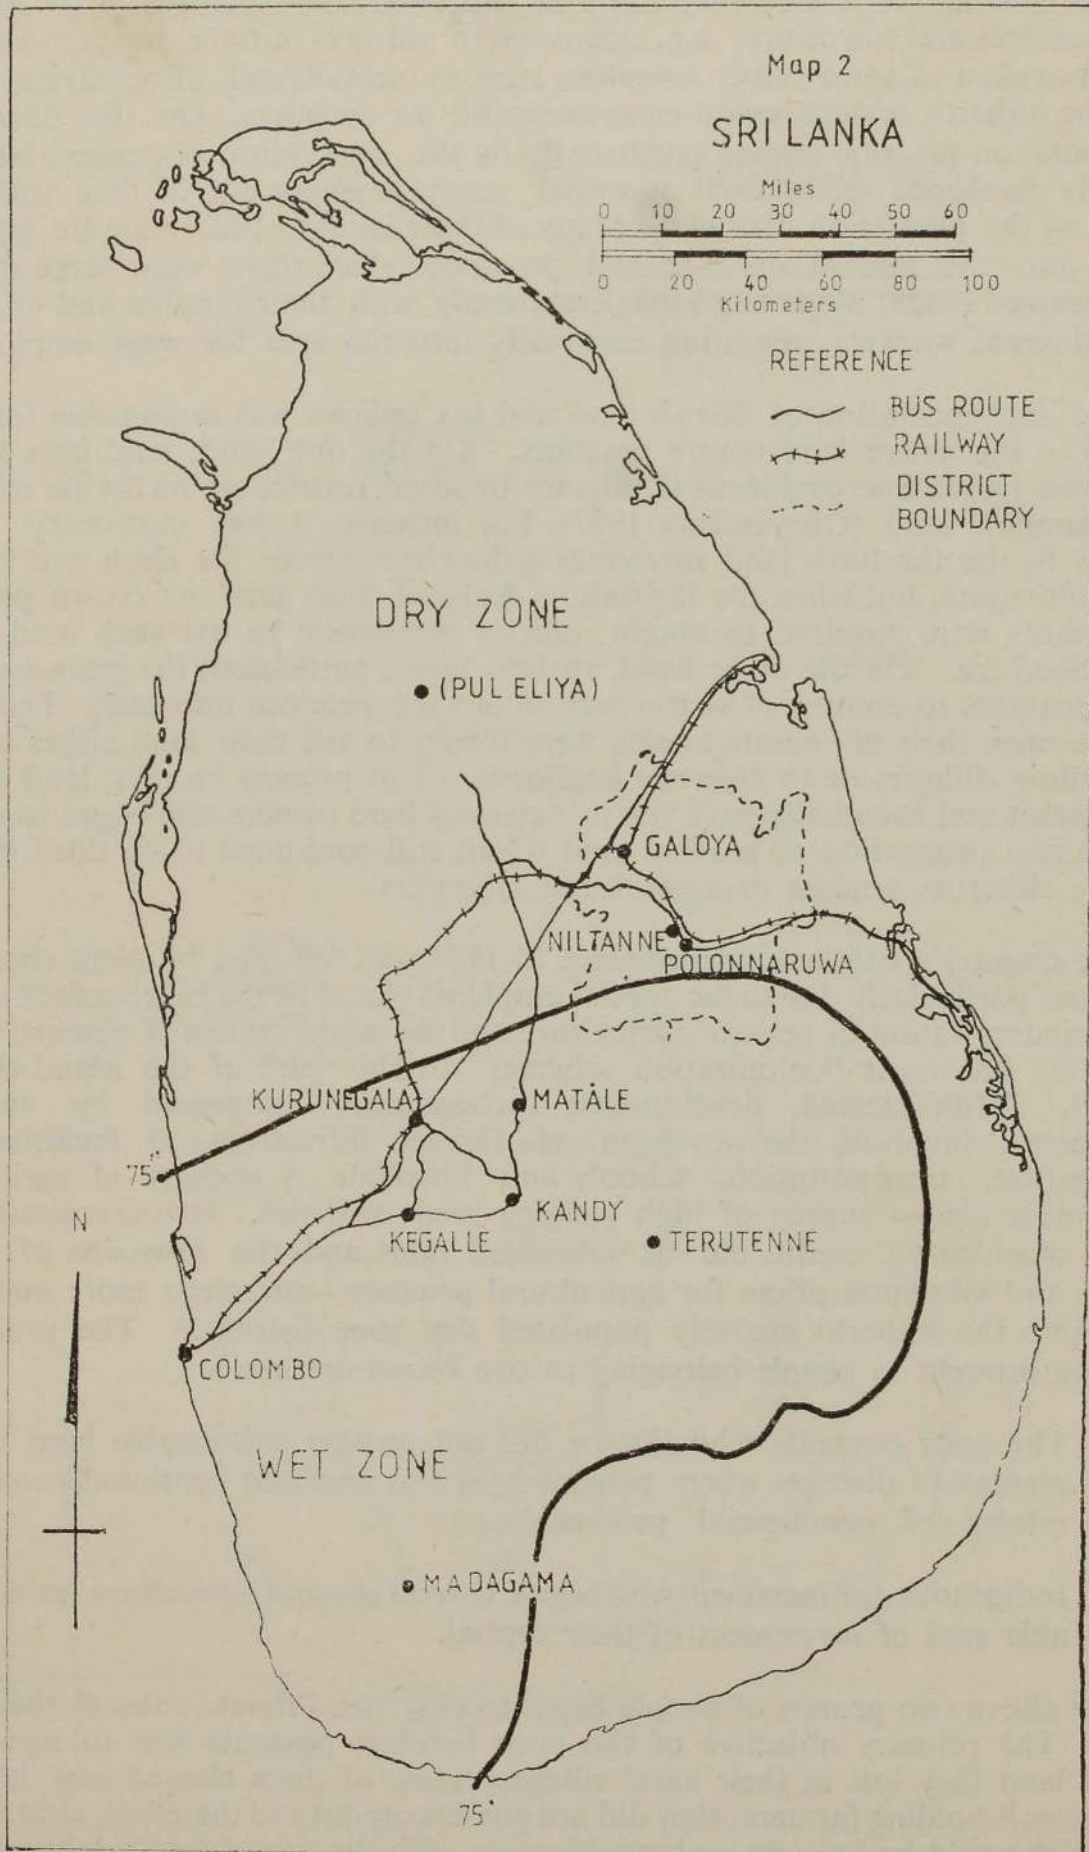 Map 2
SRI LANKA
Miles
0 10 20 30 40 50 60
20 40 60 80 100
Kilometers
REFERENCE
BUS ROUTE
RAILWAY
DISTRICT
BOUNDARY
DRY ZONE
(PUL ELIYA)
GALOYA
NILTANNE
POLONNARUWA
KURUNEGALA
MATÄLE
75"
N
KANDY
KEGALLE
TERUTENNE
COLOMBO
WET ZONE
MADAGAMA
75"